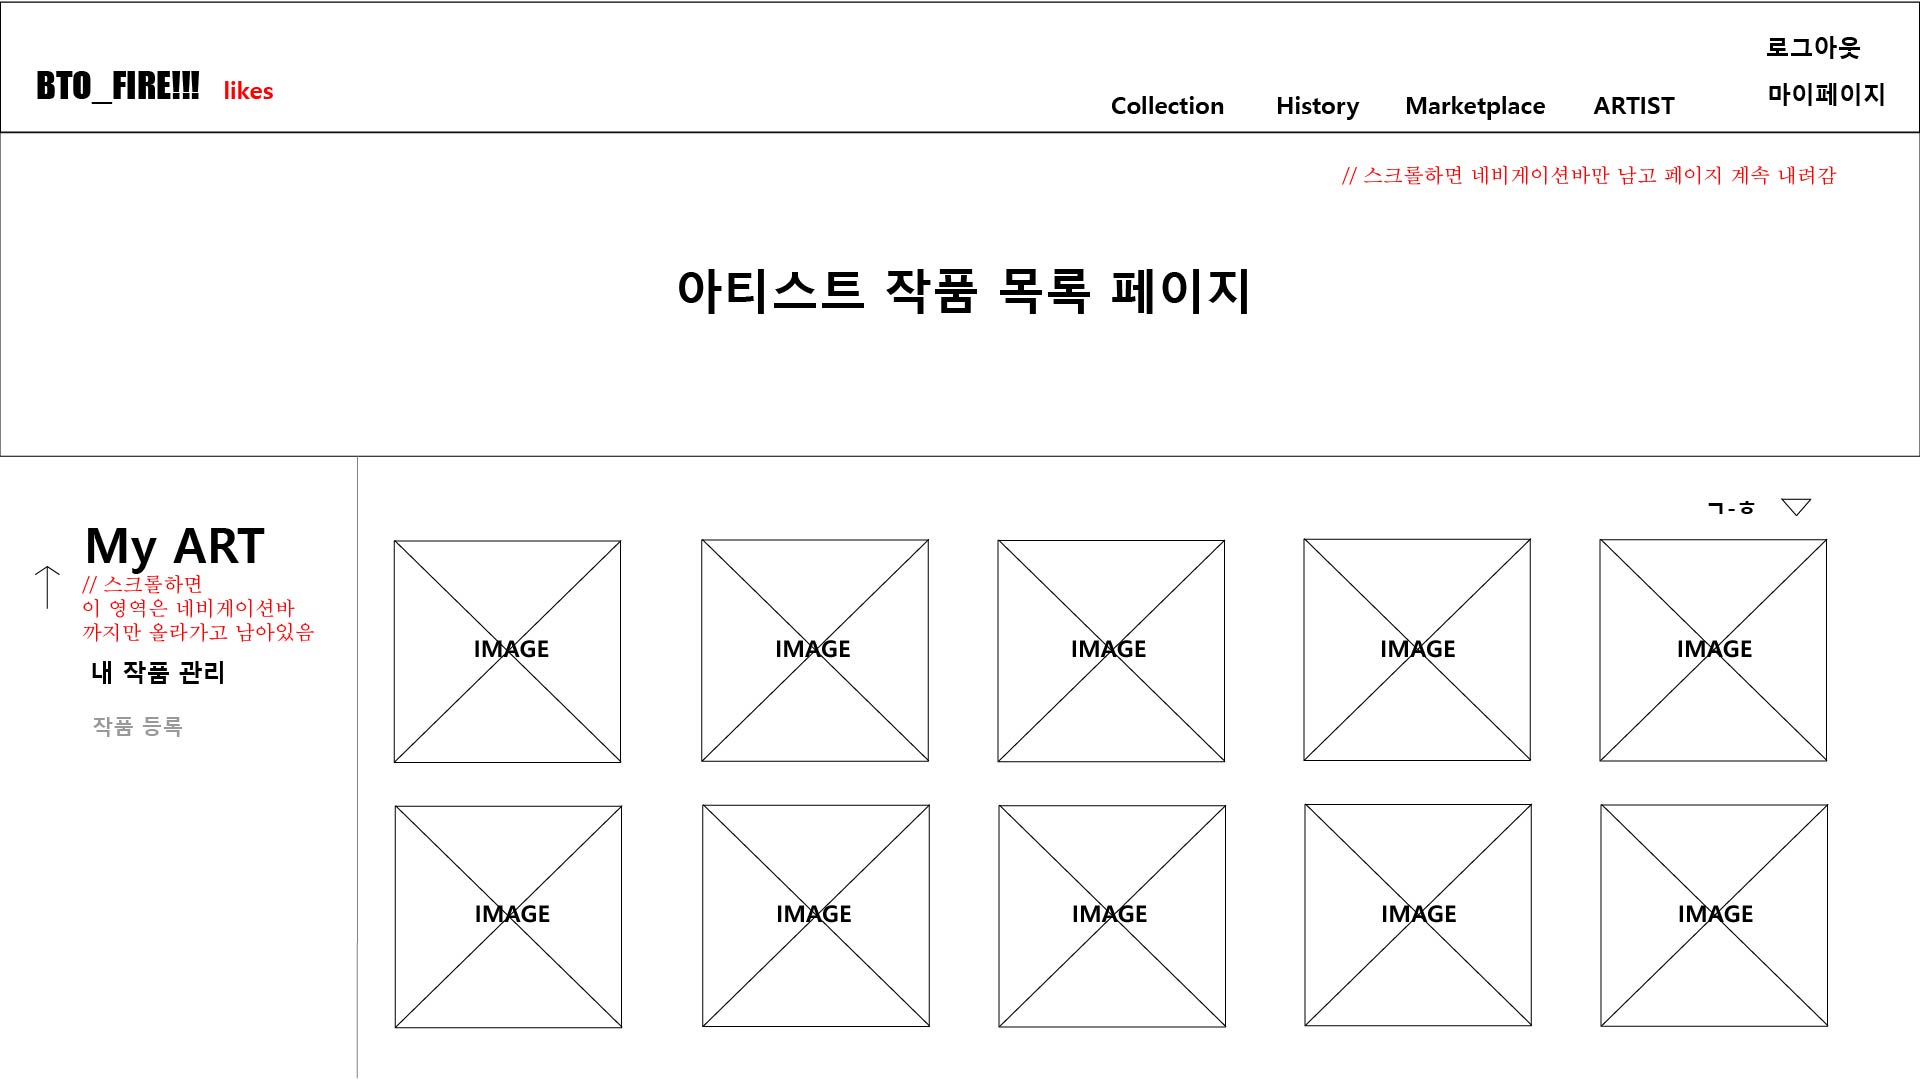 로그아웃
BTO_FIRE!!! likes
마이페이지
Collection History Marketplace ARTIST
// 스크롤하면 네비게이션바만 남고 페이지 계속 내려감
아티스트 작품 목록 페이지
ㄱ-ㅎ
My ART
// 스크롤하면
이 영역은 네비게이션바
까지만 올라가고 남아있음
내 작품 관리
작품 등록
IMAGE IMAGE IMAGE IMAGE IMAGE
IMAGE IMAGE IMAGE IMAGE IMAGE